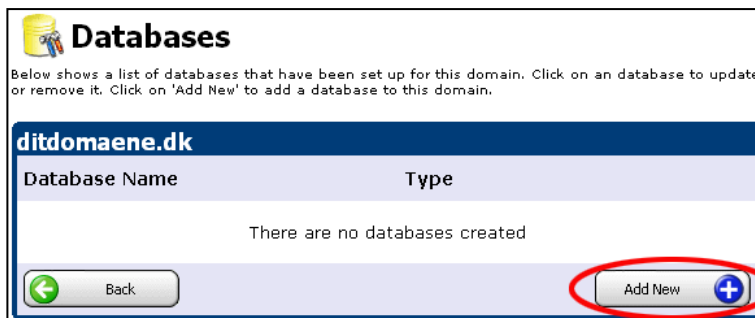 Databases
Below shows a list of databases that have been set up for this domain. Click on an database to update
or remove it. Click on 'Add New' to add a database to this domain.
ditdomaene.dk
Database Name Type
There are no databases created
Back Add New